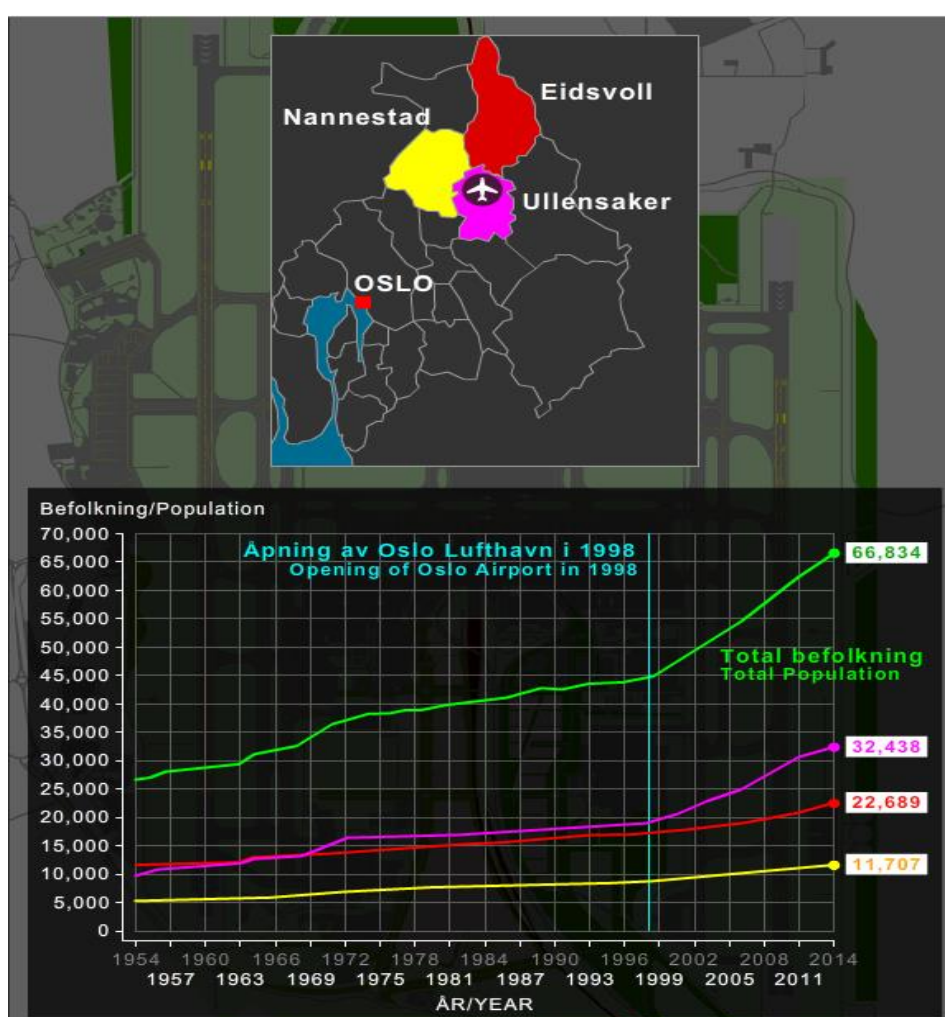 Eidsvoll
Nannestad
Ullensaker
OSLO
Befolkning/Population
70,000
65,000
60,000
55,000
50,000
45,000
40,000
35,000
30,000
25,000
20,000
15,000
10,000
5,000
0
Åpning av Oslo Lufthavn i 1998
Opening of Oslo Airport in 1998
66,834
Total befolkning
Total Population
32,438
22,689
11,707
1954 1960 1966 1972 1978 1984 1990 1996 2002 2008 2014
1957 1963 1969 1975 1981 1987 1993 1999 2005 2011
ÅR/YEAR